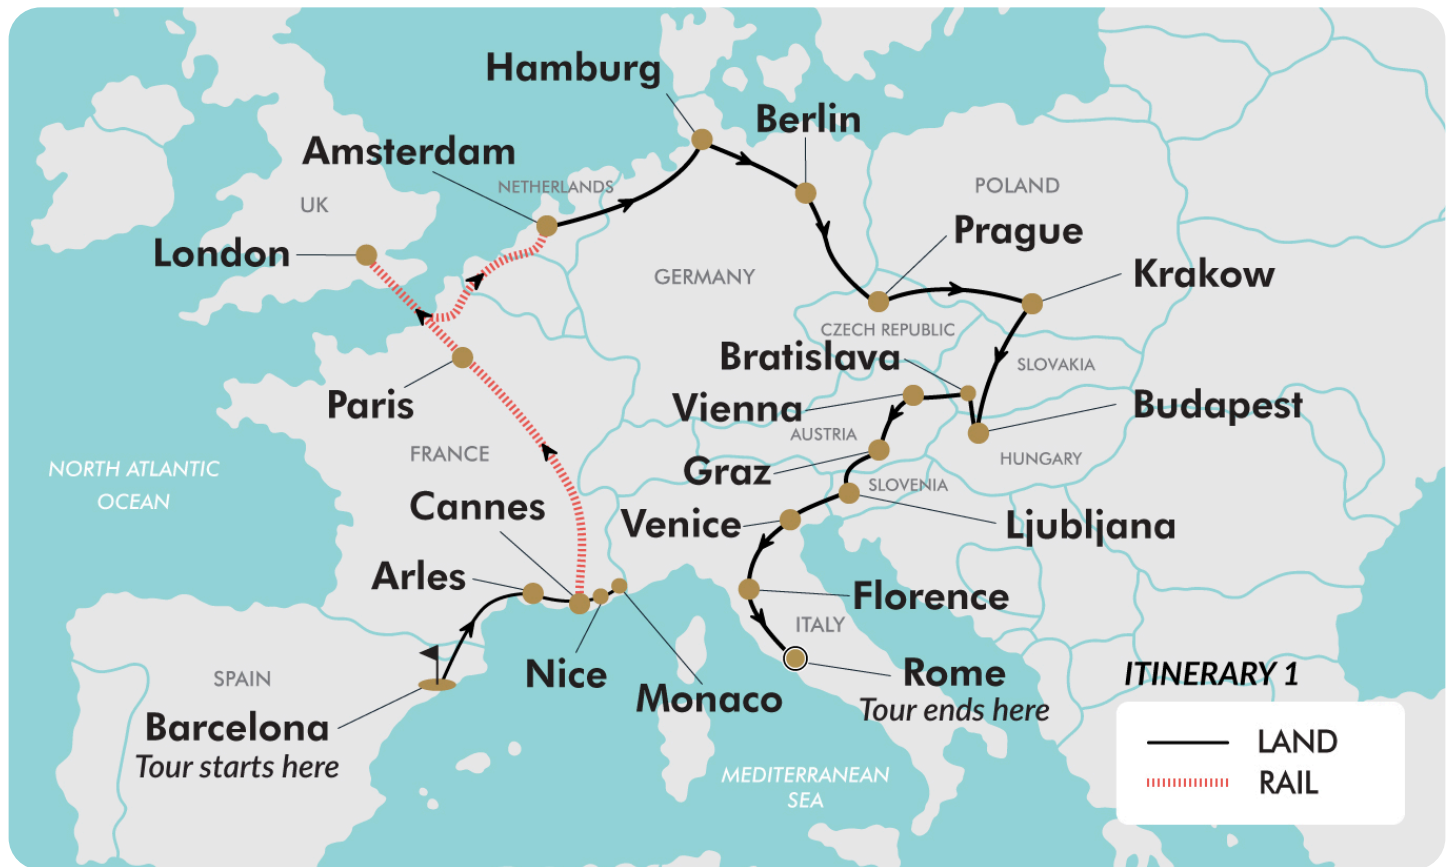 Hamburg
Berlin
Amsterdam
NETHERLANDS
POLAND
UK
Prague
London
Krakow
GERMANY
CZECH REPUBLIC
Bratislava
SLOVAKIA
Paris
Vienna
Budapest
AUSTRIA
FRANCE
HUNGARY
NORTH ATLANTIC
OCEAN
Graz
SLOVENIA
Cannes
Venice
Ljubljana
Arles
Florence
ITALY
SPAIN
Nice
Monaco
Rome
Tour ends here
Barcelona
Tour starts here
MEDITERRANEAN
SEA
ITINERARY 1
LAND
RAIL